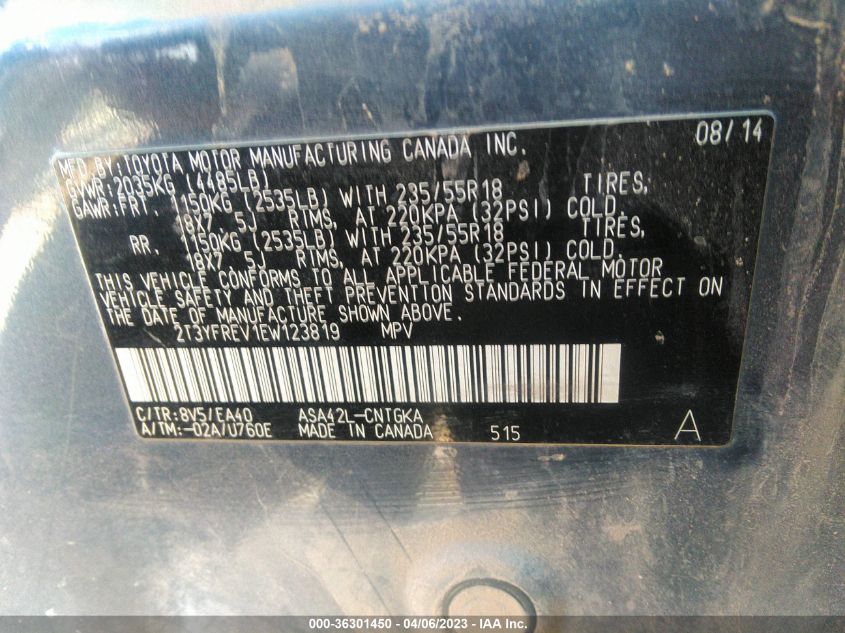 MFD BY: TOYOTA MOTOR MANUFACTURING CANADA INC. 08/14
GVWR: 2035KG (4485LB)
GAWR: FRT. 1150KG (2535LB) WITH 235/55R18 TIRES,
18X7.5J RIMS, AT 220KPA (32PSI) COLD.
RR. 1150KG (2535LB) WITH 235/55R18 TIRES,
18X7.5J RIMS, AT 220KPA (32PSI) COLD.
THIS VEHICLE CONFORMS TO ALL APPLICABLE FEDERAL MOTOR
VEHICLE SAFETY AND THEFT PREVENTION STANDARDS IN EFFECT ON
THE DATE OF MANUFACTURE SHOWN ABOVE.
2T3YFREV1EW123819 MPV
C/TR: 8V5/EA40 ASA42L-CNTGKA
A/TM: -02A/U760E MADE IN CANADA 515 A
000-36301450 - 04/06/2023 - IAA Inc.